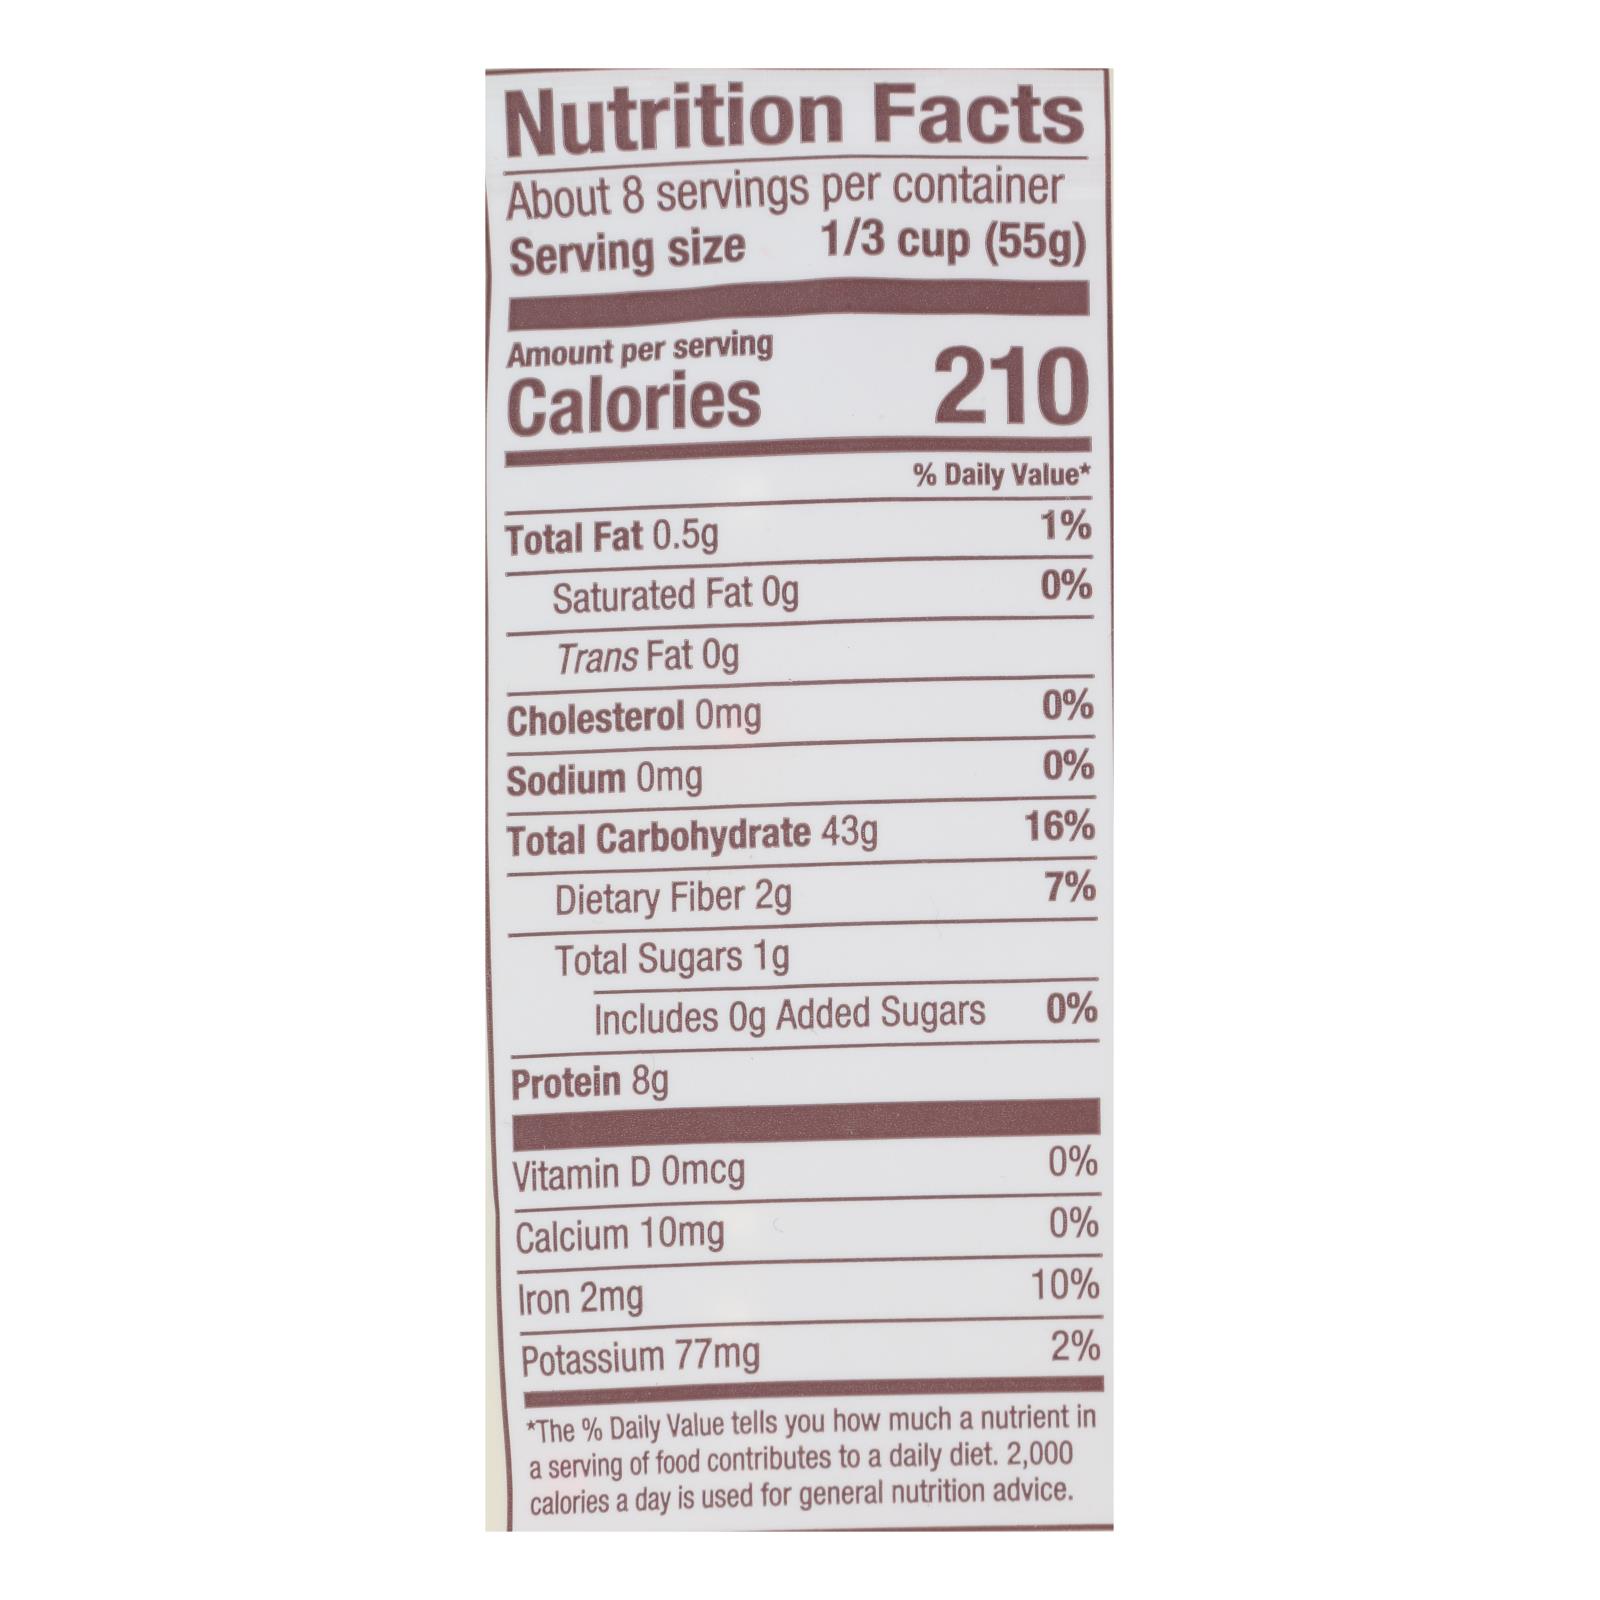 Nutrition Facts
About 8 servings per container
Serving size 1/3 cup (55g)
Amount per serving
Calories 210
% Daily Value*
Total Fat 0.5g 1%
Saturated Fat 0g 0%
Trans Fat 0g
Cholesterol 0mg 0%
Sodium 0mg 0%
Total Carbohydrate 43g 16%
Dietary Fiber 2g 7%
Total Sugars 1g
Includes 0g Added Sugars 0%
Protein 8g
Vitamin D 0mcg 0%
Calcium 10mg 0%
Iron 2mg 10%
Potassium 77mg 2%
*The % Daily Value tells you how much a nutrient in
a serving of food contributes to a daily diet. 2,000
calories a day is used for general nutrition advice.